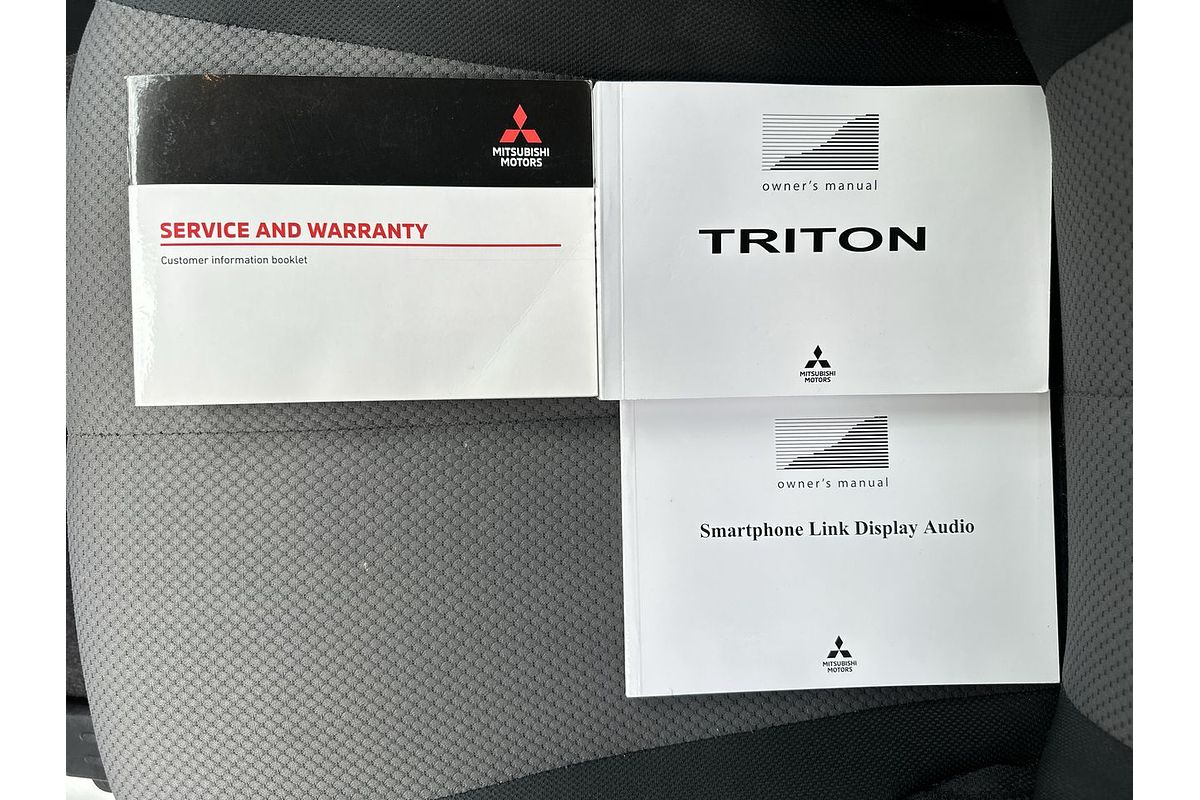 MITSUBISHI
MOTORS
SERVICE AND WARRANTY
Customer information booklet
owner's manual
TRITON
MITSUBISHI
MOTORS
owner's manual
Smartphone Link Display Audio
MITSUBISHI
MOTORS